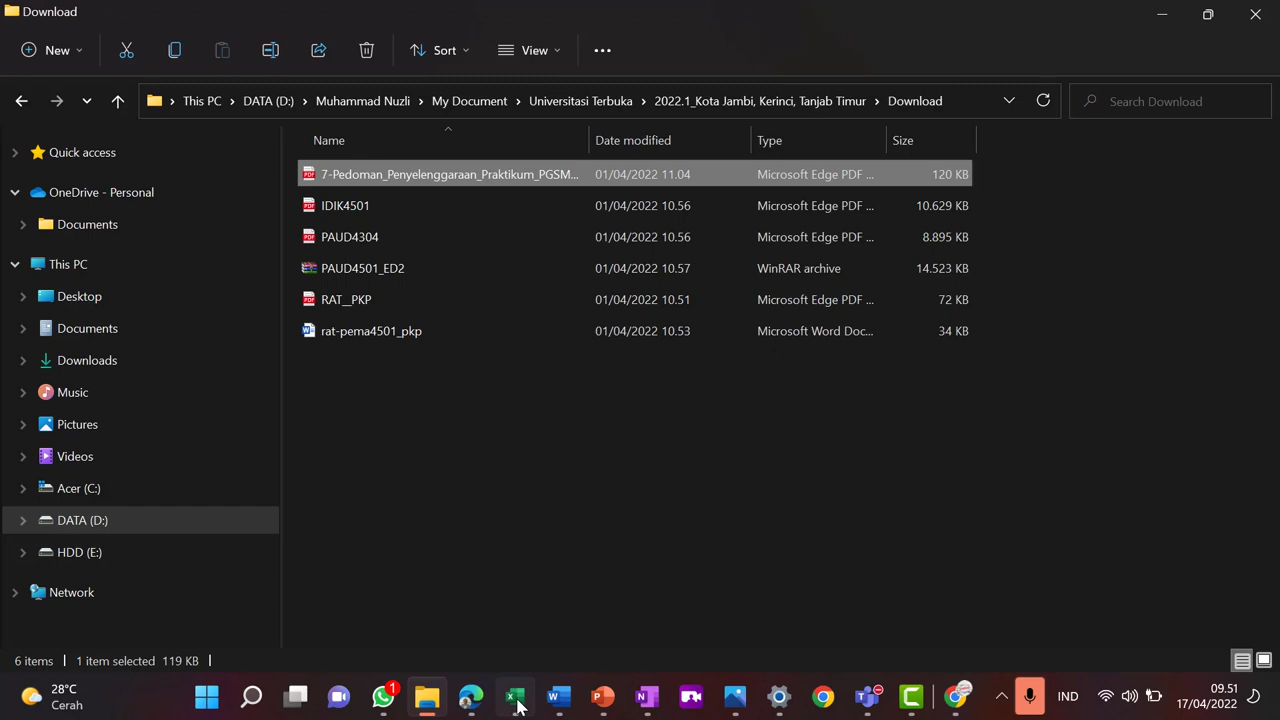 Download
New Sort View
This PC DATA (D:) Muhammad Nuzli My Document Universitasi Terbuka 2022.1_Kota Jambi, Kerinci, Tanjab Timur Download Search Download
Name Date modified Type Size
Quick access
7-Pedoman_Penyelenggaraan_Praktikum_PGSM... 01/04/2022 11.04 Microsoft Edge PDF ... 120 KB
OneDrive - Personal
IDIK4501 01/04/2022 10.56 Microsoft Edge PDF ... 10.629 KB
Documents
PAUD4304 01/04/2022 10.56 Microsoft Edge PDF ... 8.895 KB
This PC
PAUD4501_ED2 01/04/2022 10.57 WinRAR archive 14.523 KB
Desktop
RAT__PKP 01/04/2022 10.51 Microsoft Edge PDF ... 72 KB
Documents
rat-pema4501_pkp 01/04/2022 10.53 Microsoft Word Doc... 34 KB
Downloads
Music
Pictures
Videos
Acer (C:)
DATA (D:)
HDD (E:)
Network
6 items 1 item selected 119 KB
28°C
Cerah
1
IND
09.51
17/04/2022